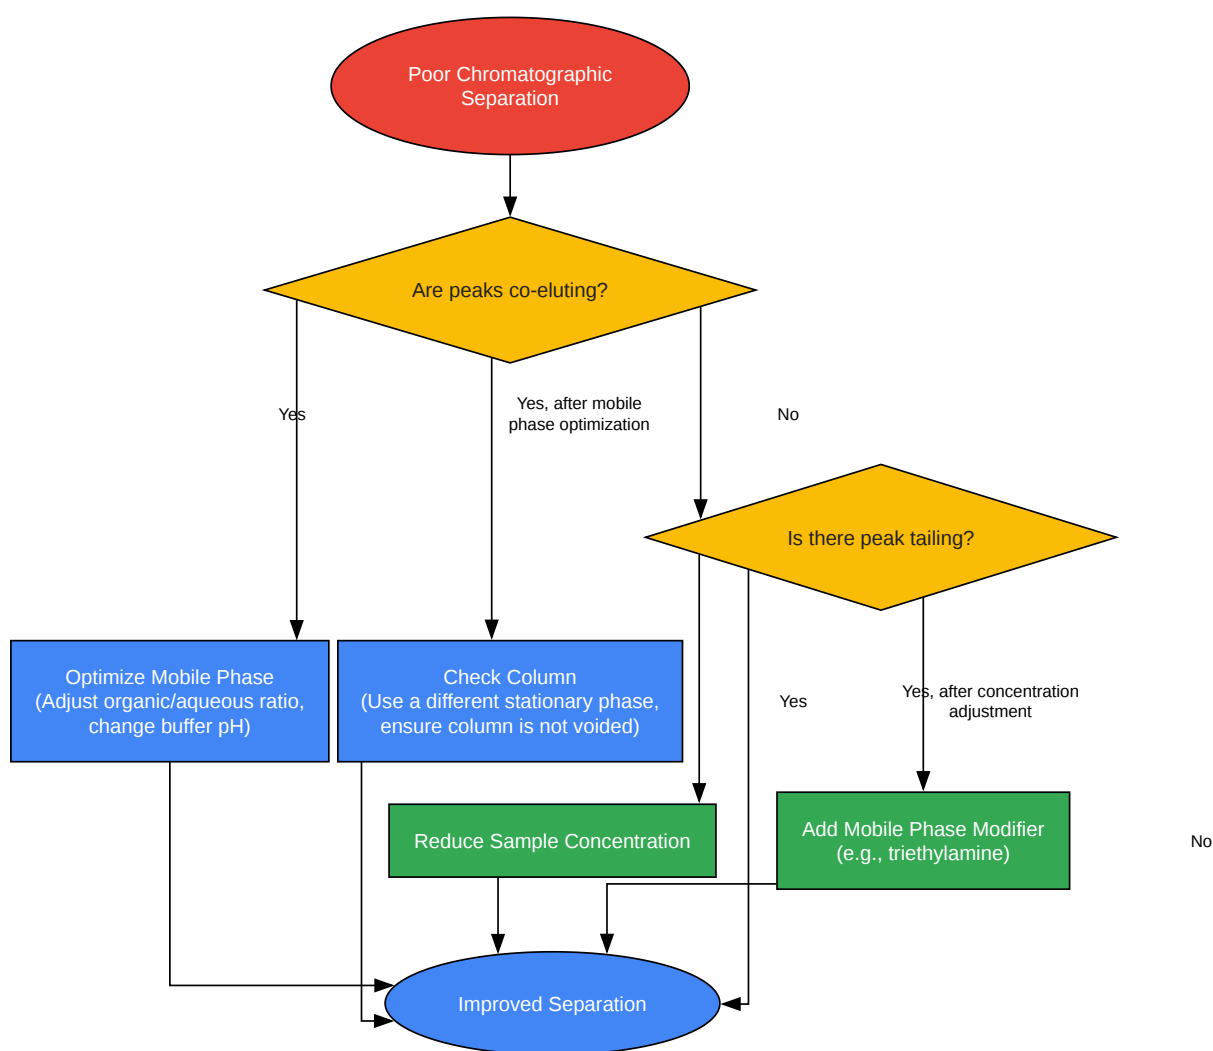 Poor Chromatographic
Separation
Are peaks co-eluting?
Yes
Yes, after mobile
phase optimization
No
Is there peak tailing?
Optimize Mobile Phase
(Adjust organic/aqueous ratio,
change buffer pH)
Check Column
(Use a different stationary phase,
ensure column is not voided)
Yes
Yes, after concentration
adjustment
Reduce Sample Concentration
Add Mobile Phase Modifier
(e.g., triethylamine)
No
Improved Separation